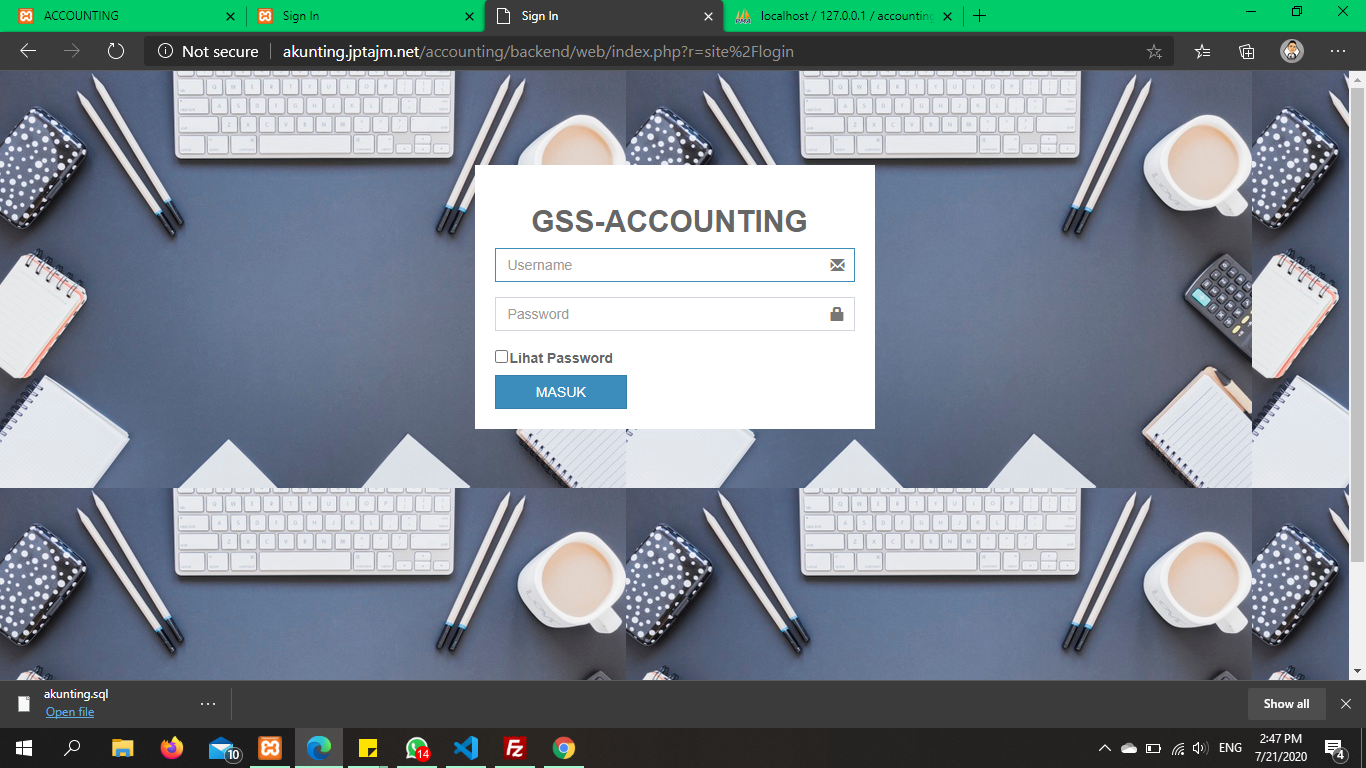 ACCOUNTING
Sign In
Sign In
localhost / 127.0.0.1 / accounting
Not secure
akunting.jptajm.net/accounting/backend/web/index.php?r=site%2Flogin
GSS-ACCOUNTING
Username
Password
Lihat Password
MASUK
akunting.sql
Open file
Show all
10
14
ENG
2:47 PM
7/21/2020
4